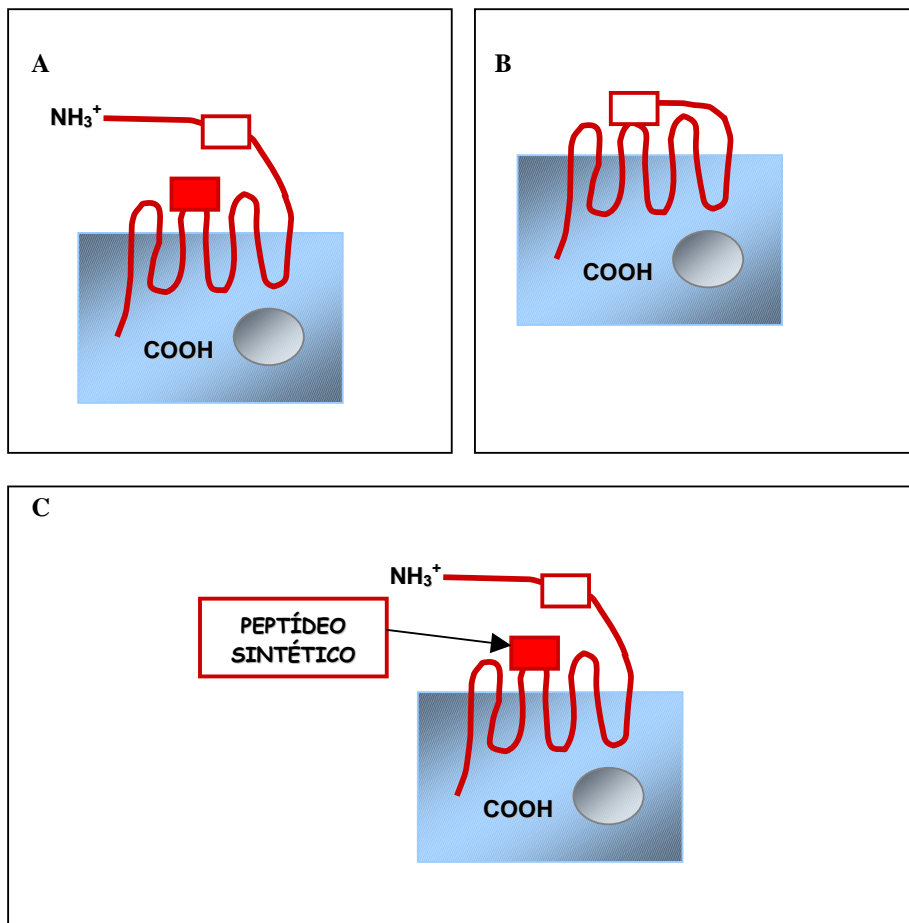 A
NH₃⁺
COOH
B
COOH
C
NH₃⁺
PEPTÍDEO
SINTÉTICO
COOH